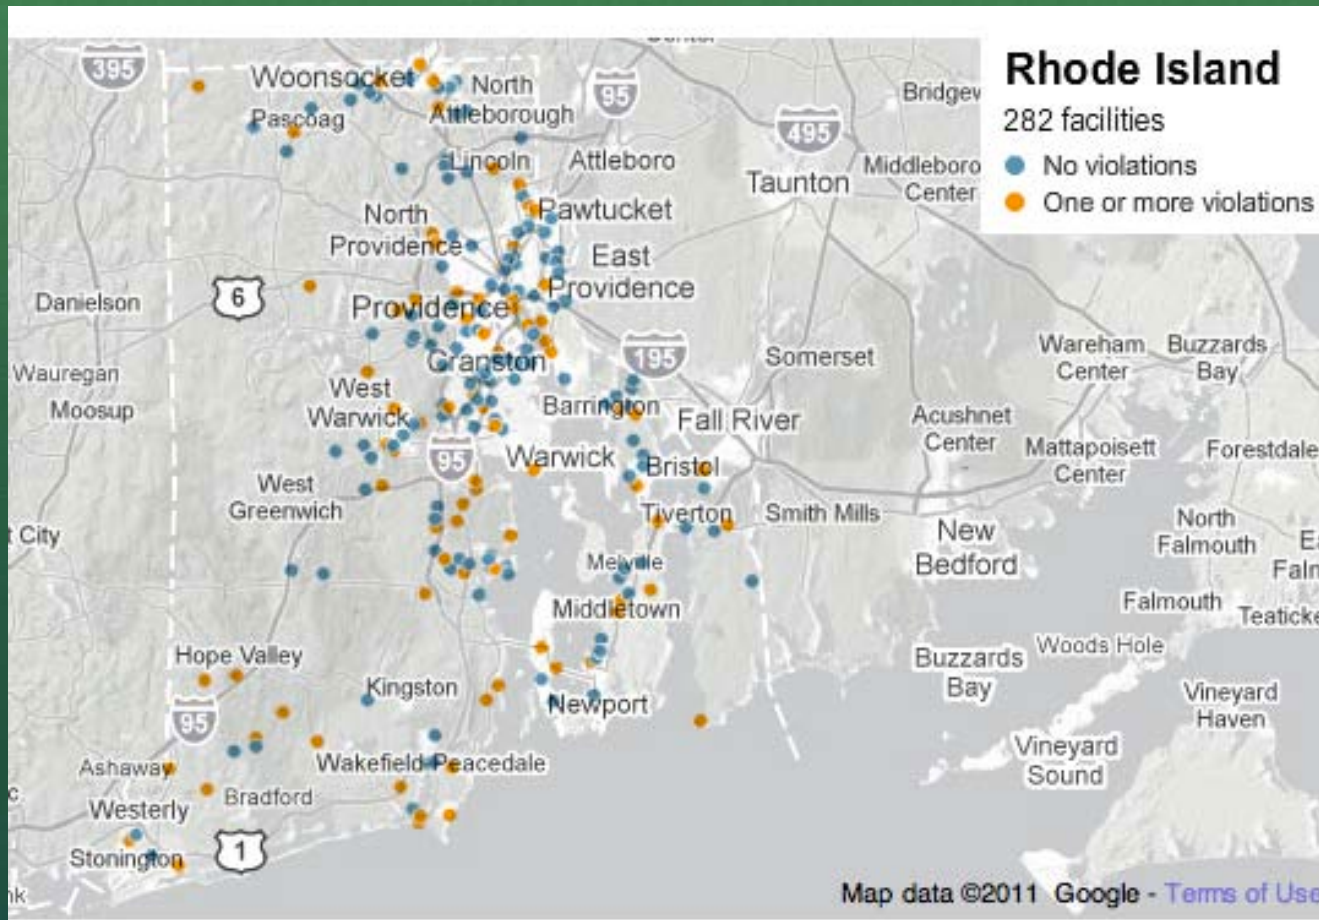 Rhode Island
282 facilities
No violations
One or more violations
395
Woonsocket
North
Attleborough
95
Bridgev
Pascoag
495
Lincoln
Attleboro
Taunton
Middleboro
Center
North
Providence
Pawtucket
East
Providence
6
Danielson
Providence
Cranston
195
Somerset
Wareham
Center
Buzzards
Bay
Wauregan
Moosup
West
Warwick
Barrington
Fall River
Acushnet
Center
Mattapoisett
Center
Forestdale
95
Warwick
Bristol
West
Greenwich
Tiverton
Smith Mills
New
Bedford
North
Falmouth
t City
Melville
Middletown
Falmouth
Teaticke
Hope Valley
Kingston
Newport
Buzzards
Bay
Woods Hole
Vineyard
Haven
95
Ashaway
Wakefield-Peacedale
Vineyard
Sound
Westerly
Bradford
Stonington
1
Map data ©2011 Google - Terms of Use